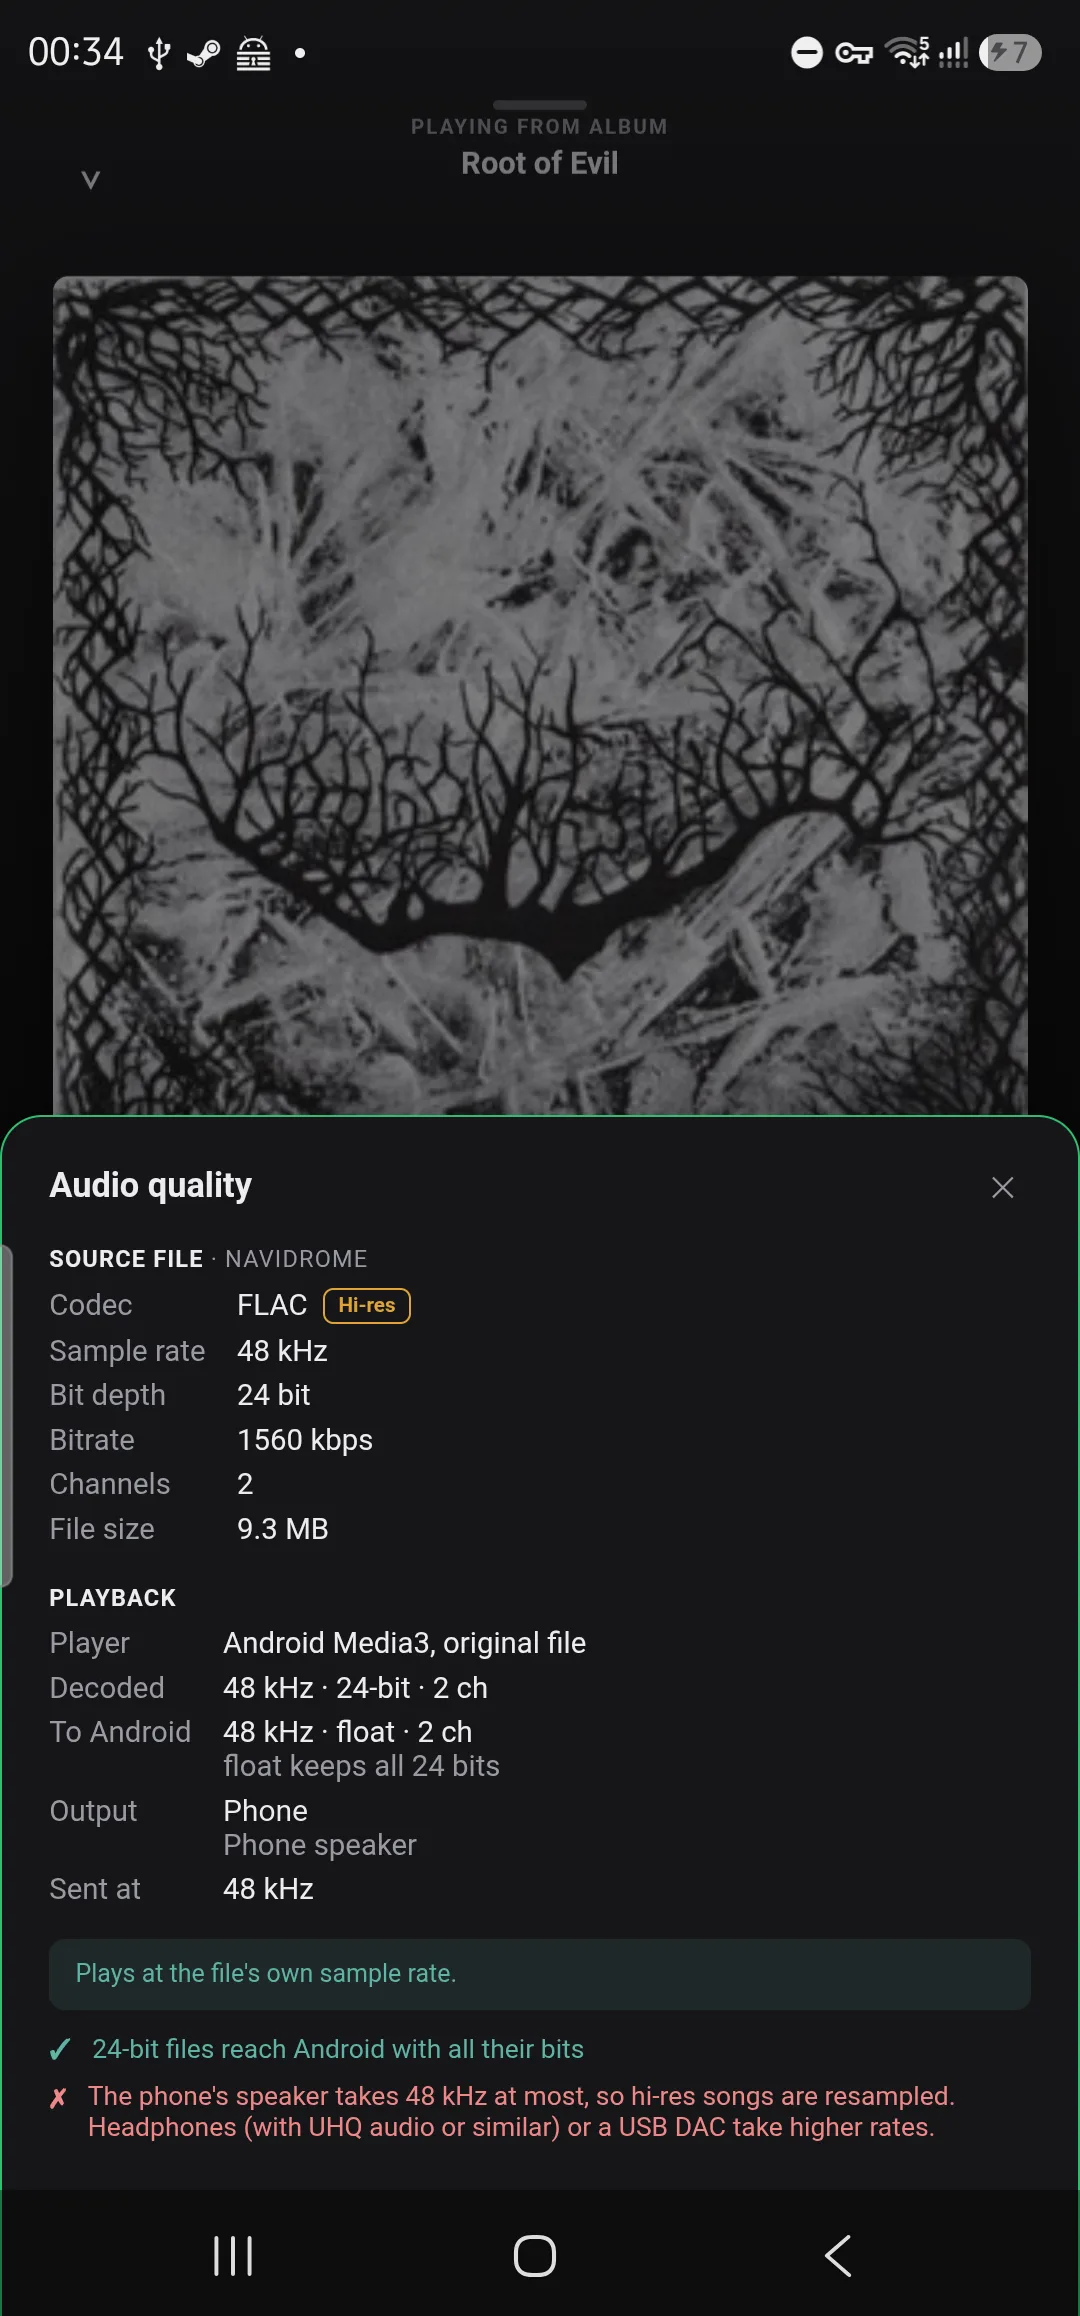 00:34
5
7
PLAYING FROM ALBUM
Root of Evil
Audio quality
SOURCE FILE · NAVIDROME
Codec FLAC Hi-res
Sample rate 48 kHz
Bit depth 24 bit
Bitrate 1560 kbps
Channels 2
File size 9.3 MB
PLAYBACK
Player Android Media3, original file
Decoded 48 kHz · 24-bit · 2 ch
To Android 48 kHz · float · 2 ch
float keeps all 24 bits
Output Phone
Phone speaker
Sent at 48 kHz
Plays at the file's own sample rate.
✓ 24-bit files reach Android with all their bits
✗ The phone's speaker takes 48 kHz at most, so hi-res songs are resampled.
Headphones (with UHQ audio or similar) or a USB DAC take higher rates.